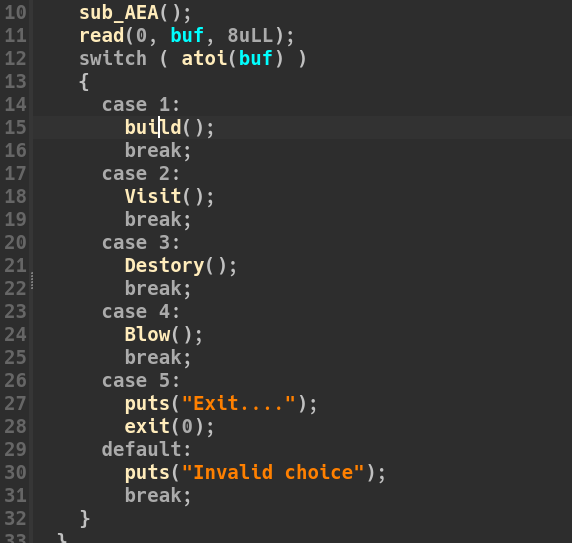 10 sub_AEA();
11 read(0, buf, 8uLL);
12 switch ( atoi(buf) )
13 {
14 case 1:
15 build();
16 break;
17 case 2:
18 Visit();
19 break;
20 case 3:
21 Destory();
22 break;
23 case 4:
24 Blow();
25 break;
26 case 5:
27 puts("Exit....");
28 exit(0);
29 default:
30 puts("Invalid choice");
31 break;
32 }
33 }